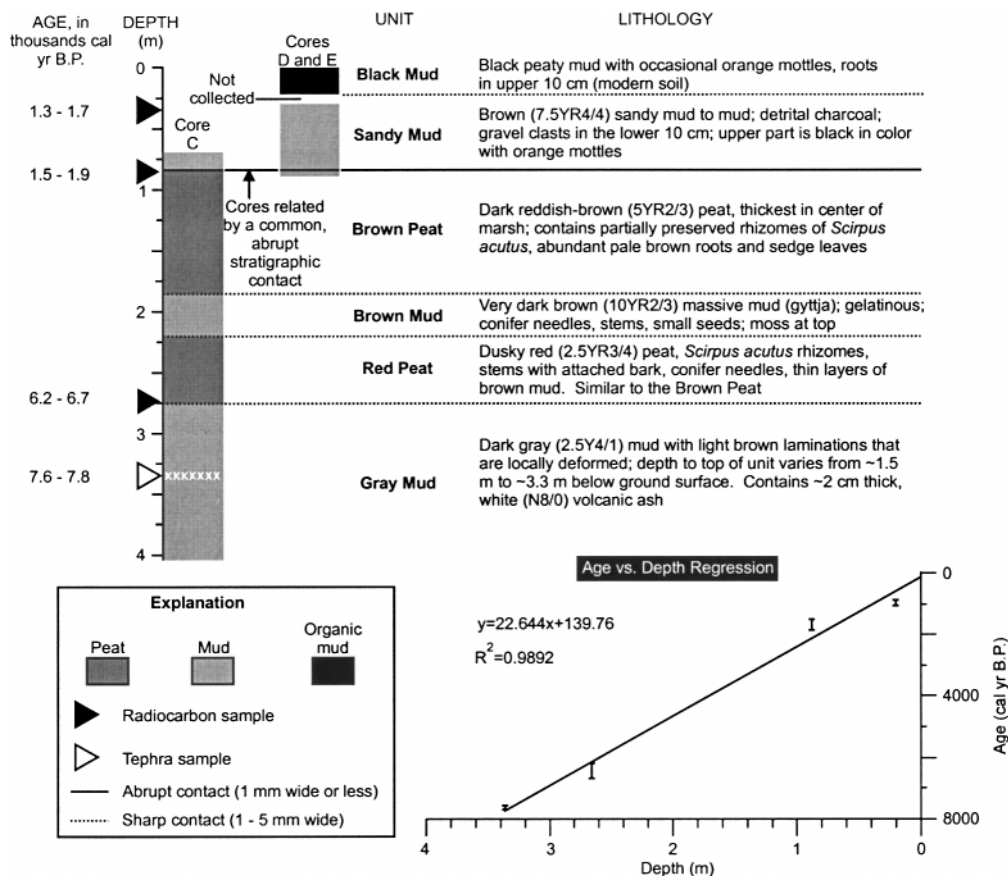 AGE, in
thousands cal
yr B.P.
DEPTH
(m)
UNIT
LITHOLOGY
Cores
D and E
Not
collected
Core
C
0
1
2
3
4
1.3 - 1.7
1.5 - 1.9
6.2 - 6.7
7.6 - 7.8
Cores related
by a common,
abrupt
stratigraphic
contact
xxxxxxx
Black Mud
Black peaty mud with occasional orange mottles, roots
in upper 10 cm (modern soil)
Sandy Mud
Brown (7.5YR4/4) sandy mud to mud; detrital charcoal;
gravel clasts in the lower 10 cm; upper part is black in color
with orange mottles
Brown Peat
Dark reddish-brown (5YR2/3) peat, thickest in center of
marsh; contains partially preserved rhizomes of Scirpus
acutus, abundant pale brown roots and sedge leaves
Brown Mud
Very dark brown (10YR2/3) massive mud (gyttja); gelatinous;
conifer needles, stems, small seeds; moss at top
Red Peat
Dusky red (2.5YR3/4) peat, Scirpus acutus rhizomes,
stems with attached bark, conifer needles, thin layers of
brown mud. Similar to the Brown Peat
Gray Mud
Dark gray (2.5Y4/1) mud with light brown laminations that
are locally deformed; depth to top of unit varies from ~1.5
m to ~3.3 m below ground surface. Contains ~2 cm thick,
white (N8/0) volcanic ash
Explanation
Peat
Mud
Organic
mud
Radiocarbon sample
Tephra sample
Abrupt contact (1 mm wide or less)
Sharp contact (1 - 5 mm wide)
Age vs. Depth Regression
y=22.644x+139.76
R²=0.9892
0
4000
8000
Age (cal yr B.P.)
4
3
2
1
0
Depth (m)